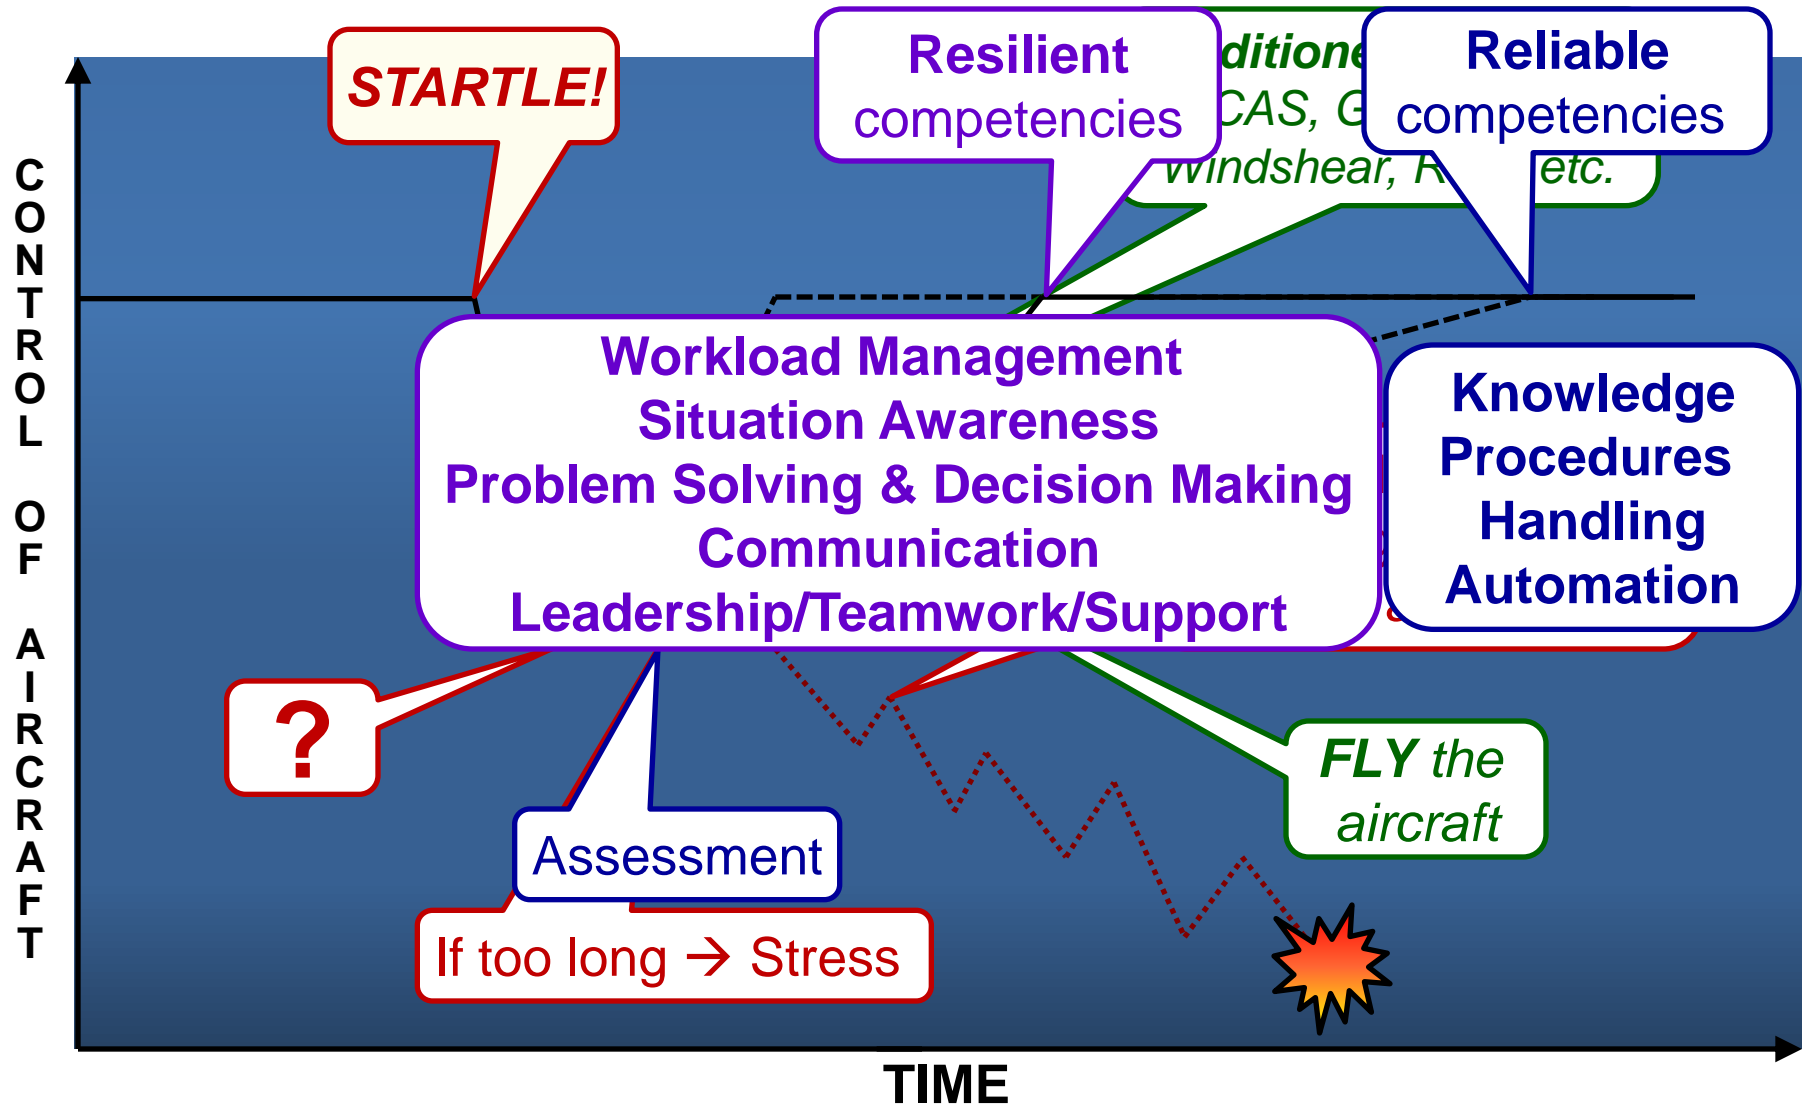 STARTLE!
Resilient
competencies
Reliable
competencies
Windshear, etc.
CONTROL OF AIRCRAFT
Workload Management
Situation Awareness
Problem Solving & Decision Making
Communication
Leadership/Teamwork/Support
Knowledge
Procedures
Handling
Automation
?
FLY the
aircraft
Assessment
If too long → Stress
TIME